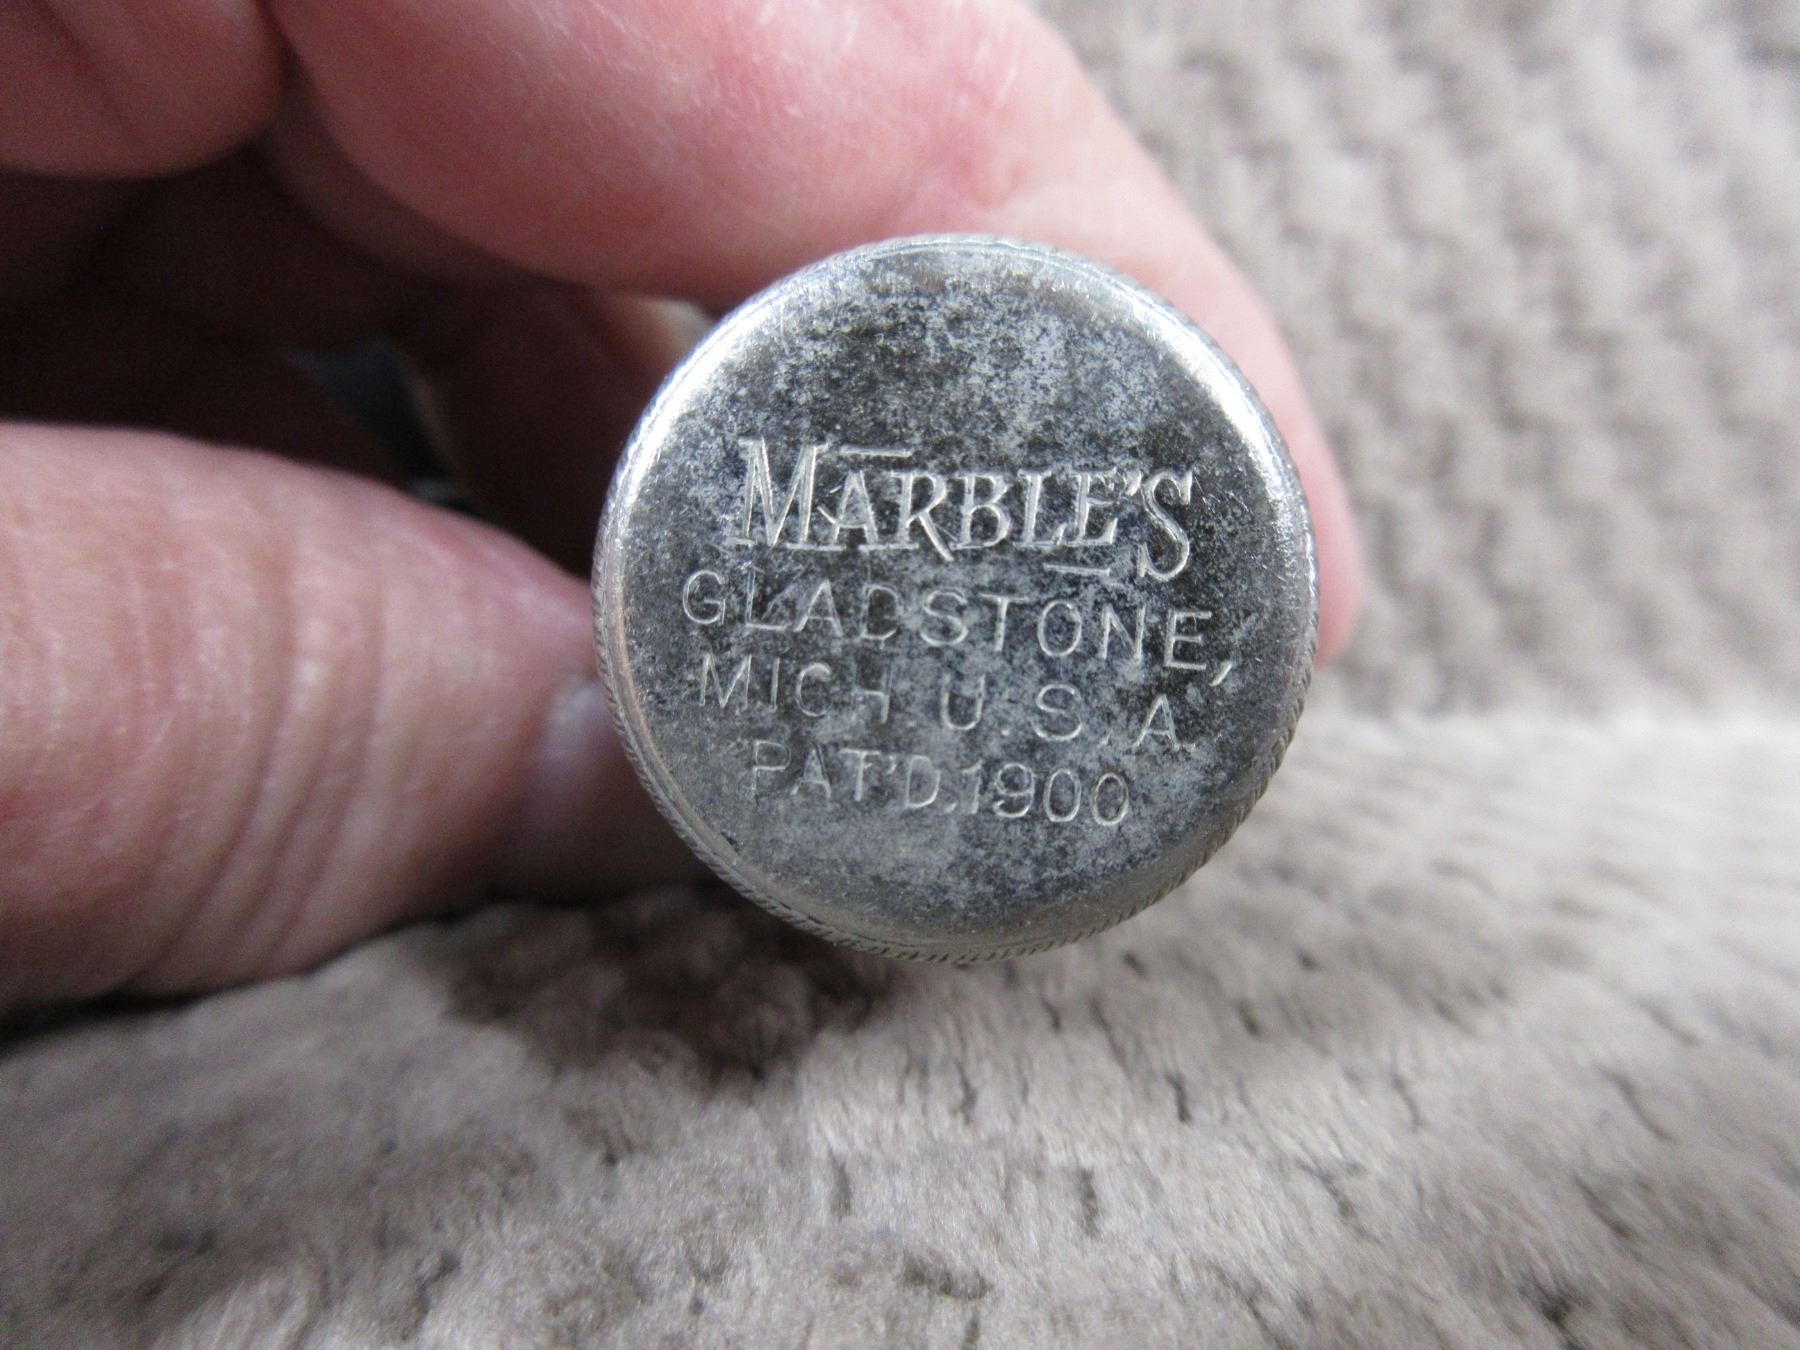 MARBLE'S
GLADSTONE,
MICH U.S.A.
PAT'D.1900